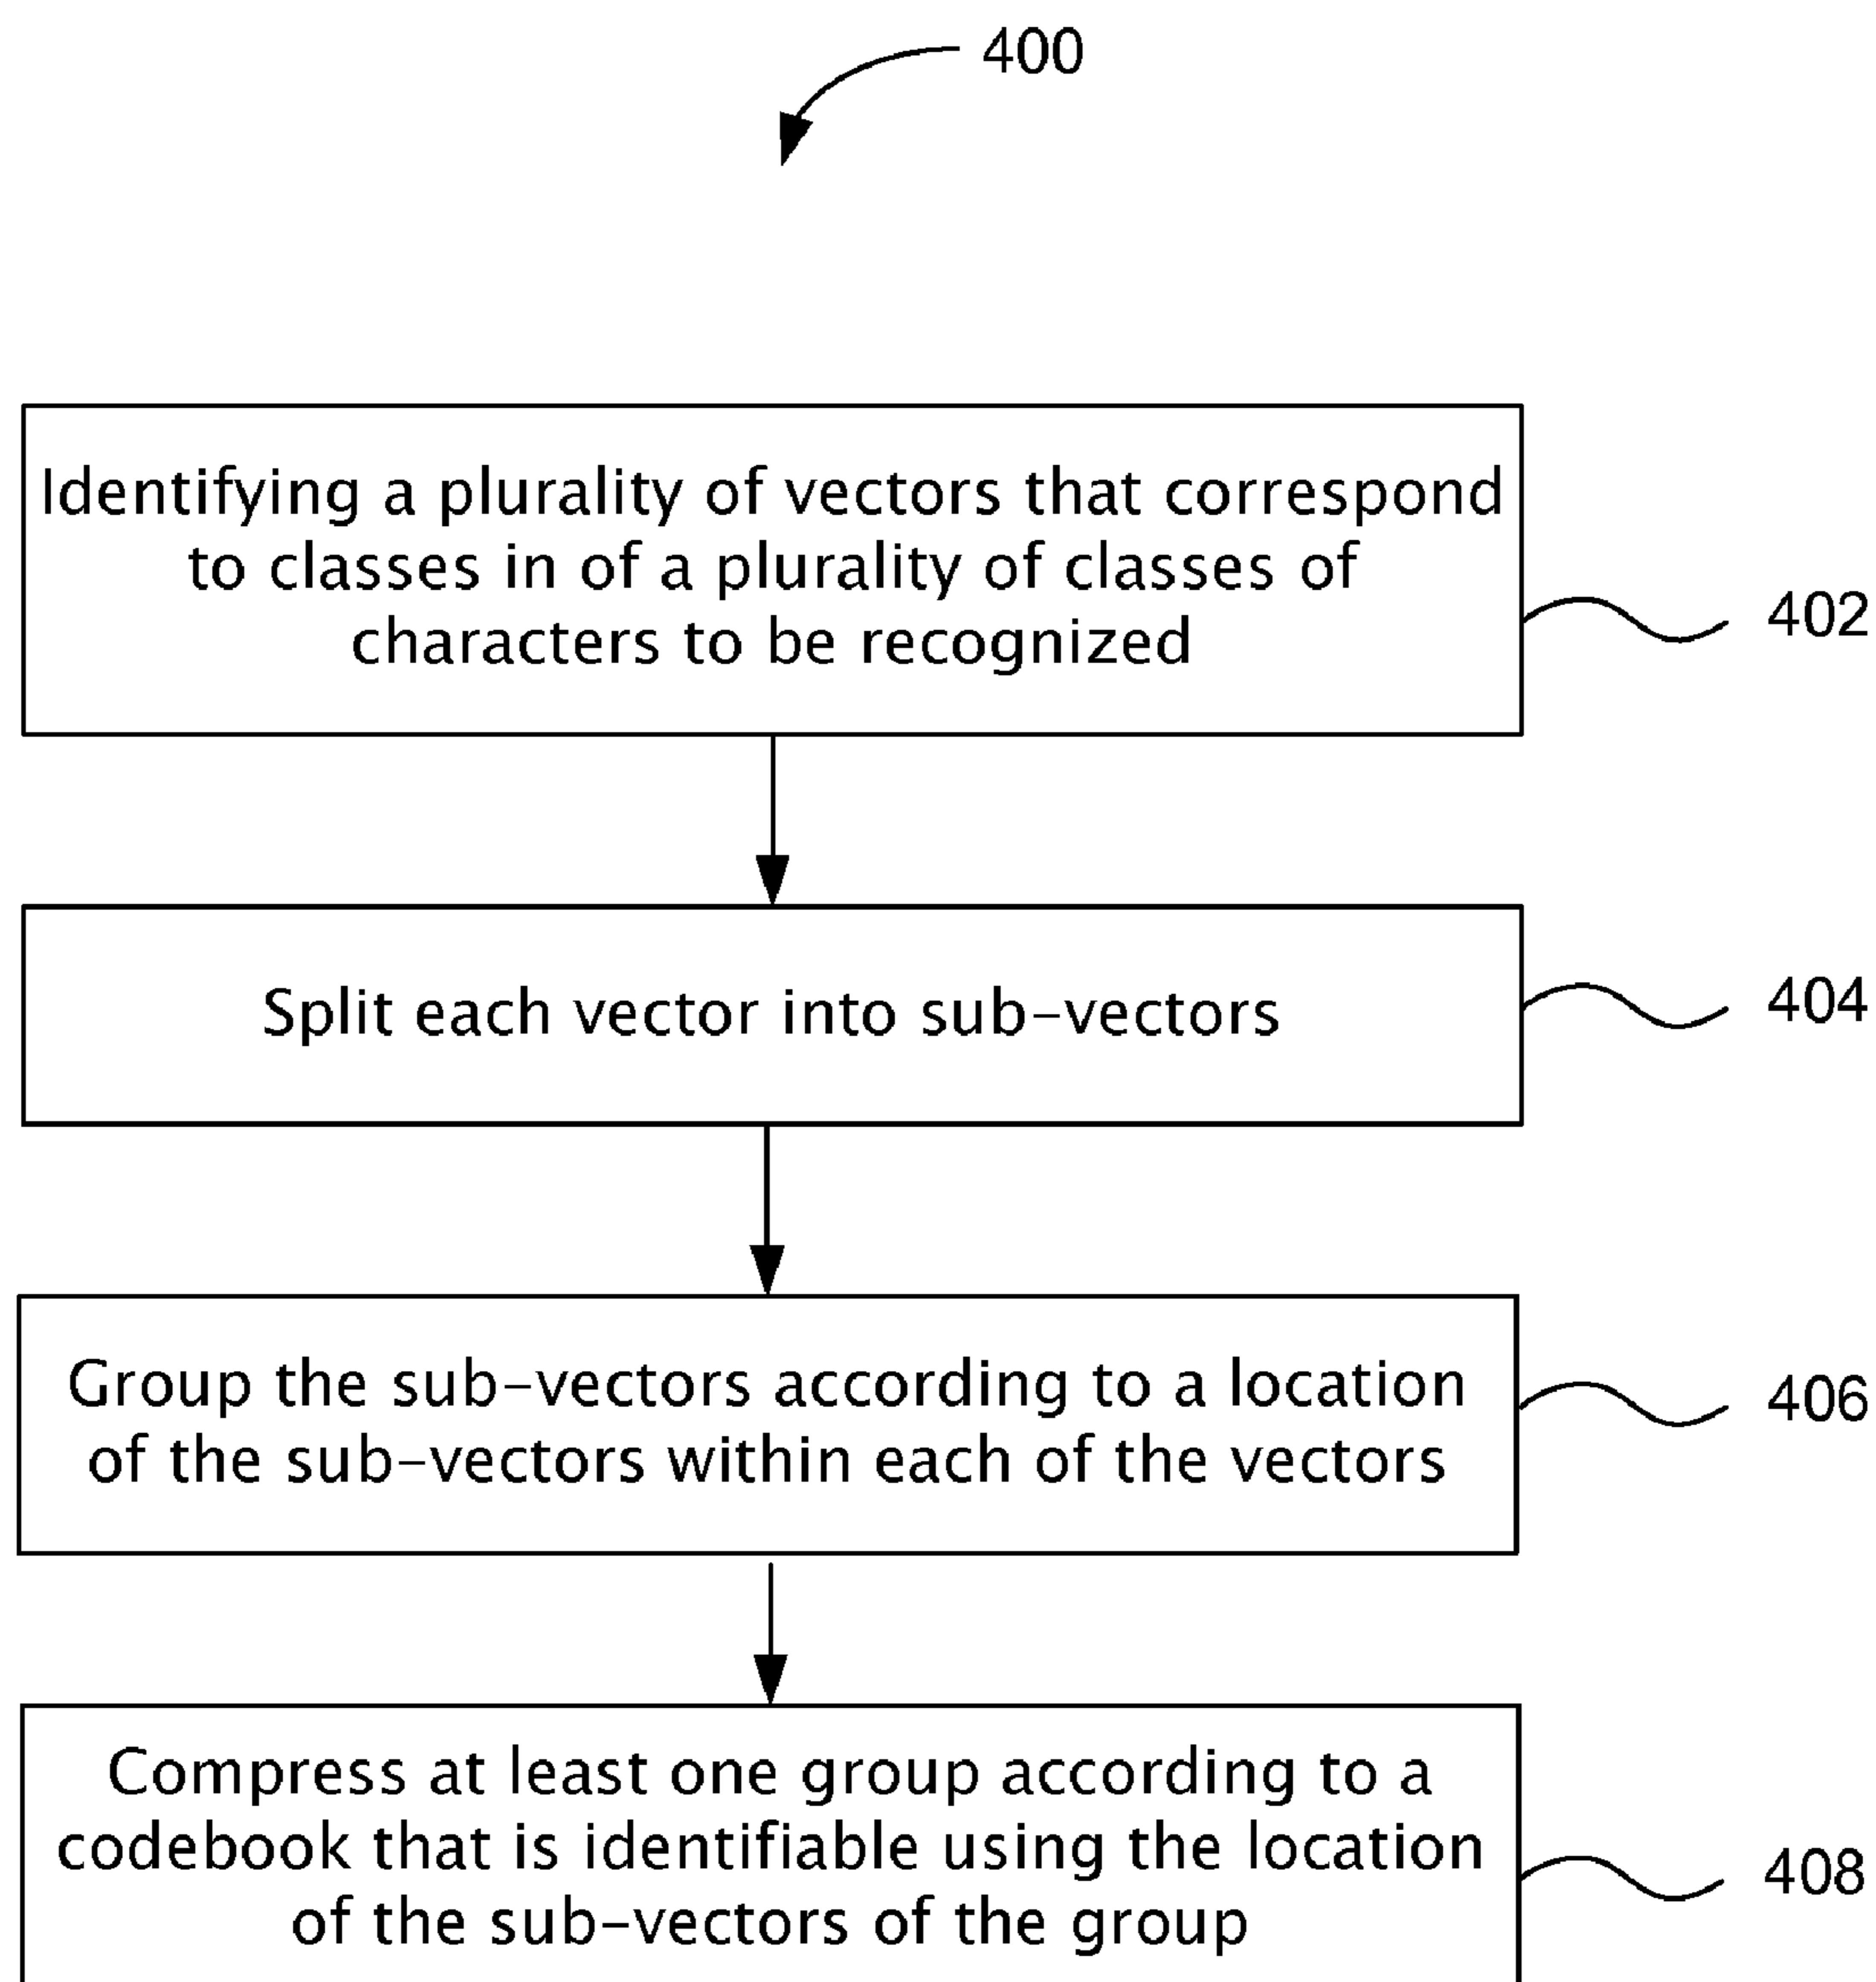 400
Identifying a plurality of vectors that correspond
to classes in of a plurality of classes of
characters to be recognized
402
Split each vector into sub-vectors
404
Group the sub-vectors according to a location
of the sub-vectors within each of the vectors
406
Compress at least one group according to a
codebook that is identifiable using the location
of the sub-vectors of the group
408